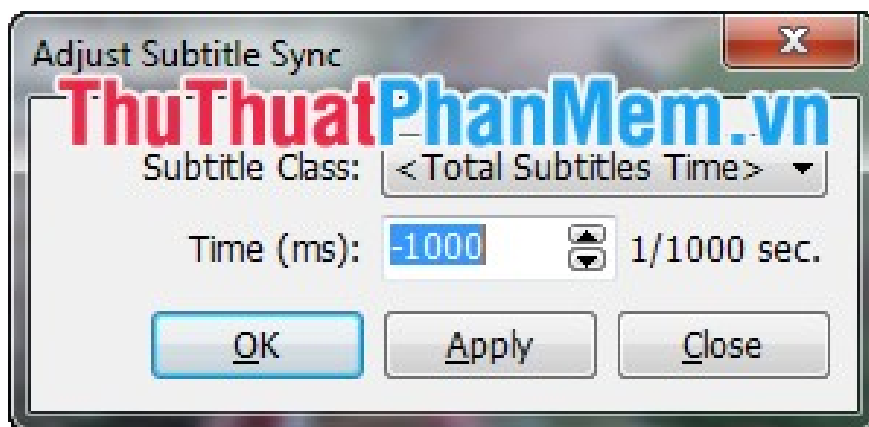 Adjust Subtitle Sync
ThuThuatPhanMem.vn
Subtitle Class: <Total Subtitles Time>
Time (ms): -1000 1/1000 sec.
OK Apply Close